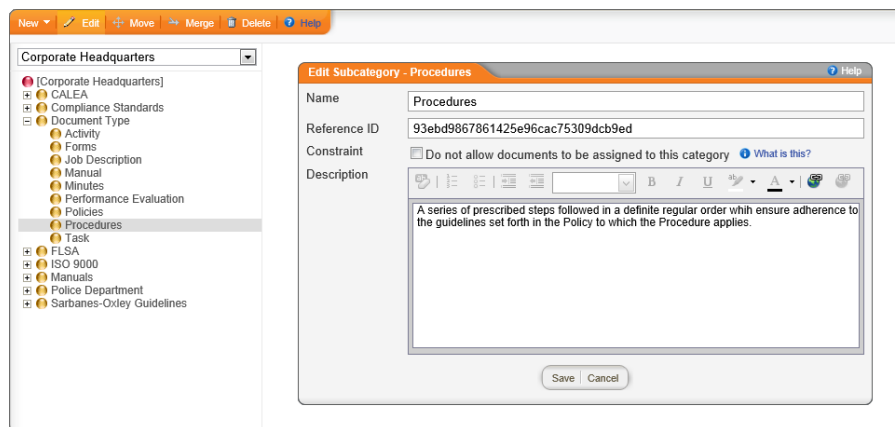 New Edit Move Merge Delete Help
Corporate Headquarters
[Corporate Headquarters]
CALEA
Compliance Standards
Document Type
Activity
Forms
Job Description
Manual
Minutes
Performance Evaluation
Policies
Procedures
Task
FLSA
ISO 9000
Manuals
Police Department
Sarbanes-Oxley Guidelines
Edit Subcategory - Procedures Help
Name Procedures
Reference ID 93ebd9867861425e96cac75309dcb9ed
Constraint Do not allow documents to be assigned to this category What is this?
Description
B I U ab A
A series of prescribed steps followed in a definite regular order whih ensure adherence to
the guidelines set forth in the Policy to which the Procedure applies.
Save Cancel